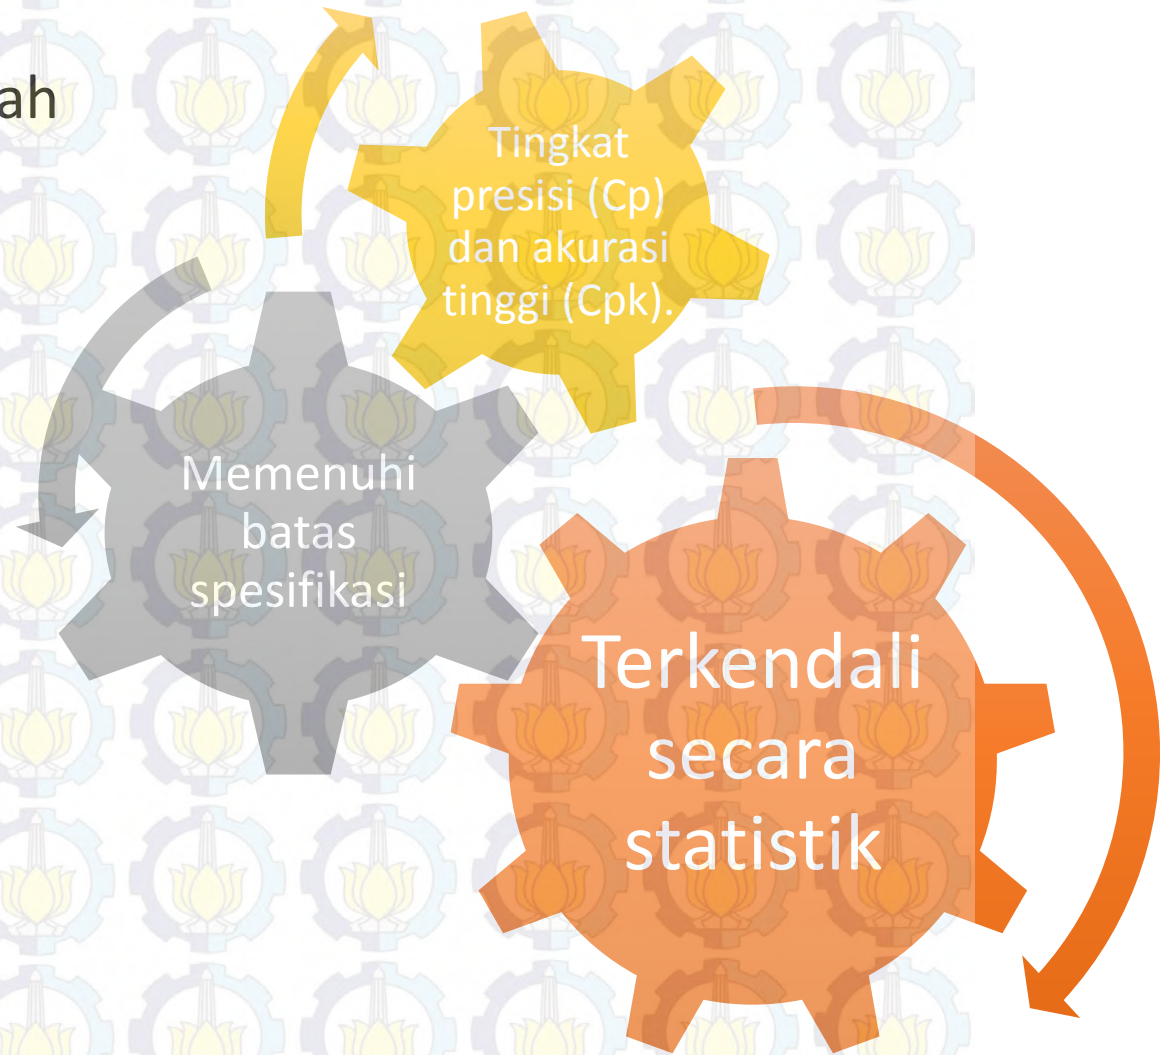 ah
Tingkat
presisi (Cp)
dan akurasi
tinggi (Cpk).
Memenuhi
batas
spesifikasi
Terkendali
secara
statistik